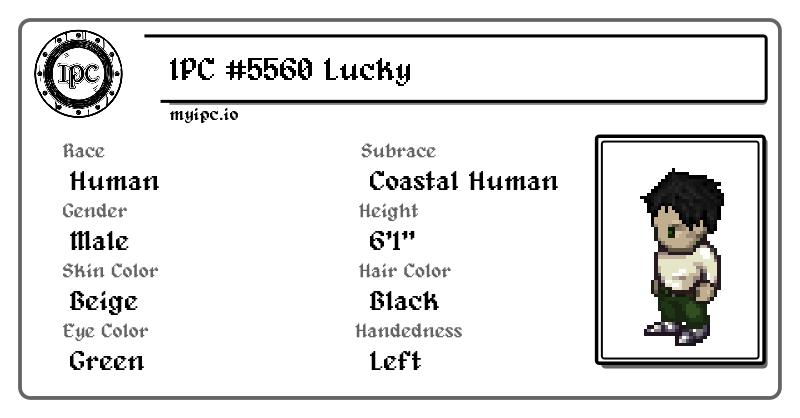 IPC
IPC #5560 Lucky
myipc.io
Race
Human
Subrace
Coastal Human
Gender
Male
Height
6'1"
Skin Color
Beige
Hair Color
Black
Eye Color
Green
Handedness
Left